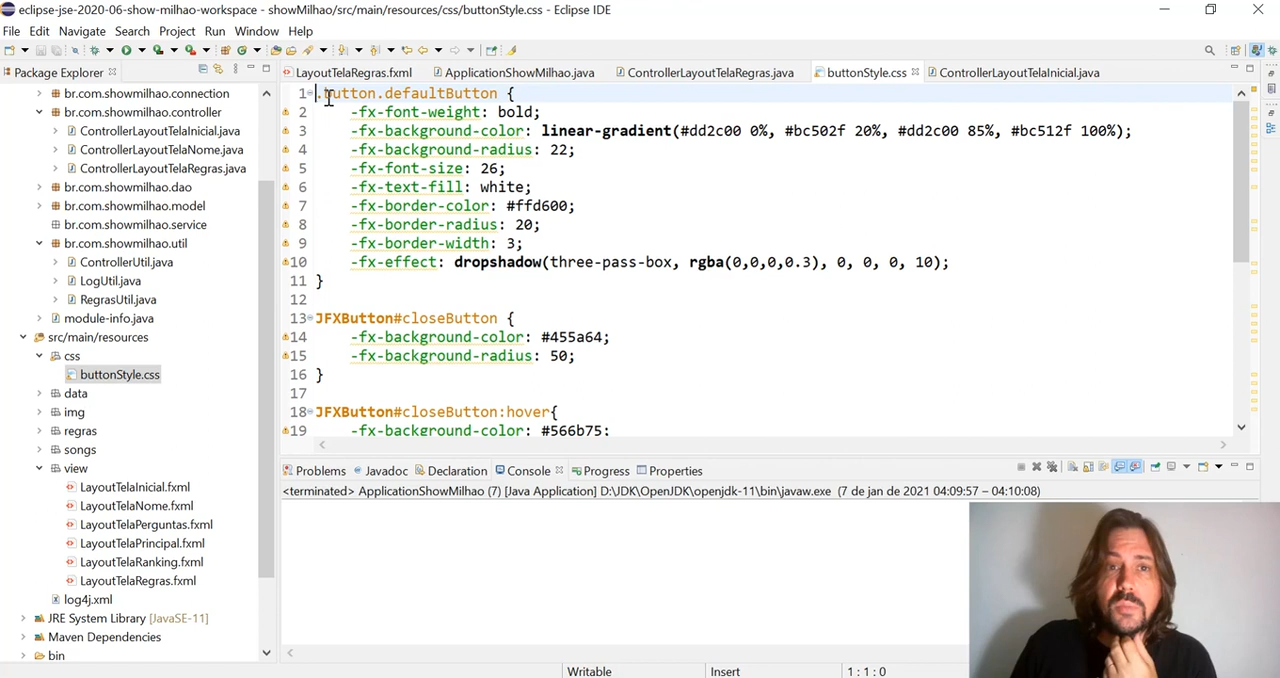 eclipse-jse-2020-06-show-milhao-workspace - showMilhao/src/main/resources/css/buttonStyle.css - Eclipse IDE
File Edit Navigate Search Project Run Window Help
Package Explorer
LayoutTelaRegras.fxml ApplicationShowMilhao.java ControllerLayoutTelaRegras.java buttonStyle.css ControllerLayoutTelaInicial.java
br.com.showmilhao.connection
br.com.showmilhao.controller
ControllerLayoutTelaInicial.java
ControllerLayoutTelaNome.java
ControllerLayoutTelaRegras.java
br.com.showmilhao.dao
br.com.showmilhao.model
br.com.showmilhao.service
br.com.showmilhao.util
ControllerUtil.java
LogUtil.java
RegrasUtil.java
module-info.java
src/main/resources
css
buttonStyle.css
data
img
regras
songs
view
LayoutTelaInicial.fxml
LayoutTelaNome.fxml
LayoutTelaPerguntas.fxml
LayoutTelaPrincipal.fxml
LayoutTelaRanking.fxml
LayoutTelaRegras.fxml
log4j.xml
JRE System Library [JavaSE-11]
Maven Dependencies
bin
1 .button.defaultButton {
2 -fx-font-weight: bold;
3 -fx-background-color: linear-gradient(#dd2c00 0%, #bc502f 20%, #dd2c00 85%, #bc512f 100%);
4 -fx-background-radius: 22;
5 -fx-font-size: 26;
6 -fx-text-fill: white;
7 -fx-border-color: #ffd600;
8 -fx-border-radius: 20;
9 -fx-border-width: 3;
10 -fx-effect: dropshadow(three-pass-box, rgba(0,0,0,0.3), 0, 0, 0, 10);
11 }
12
13 JFXButton#closeButton {
14 -fx-background-color: #455a64;
15 -fx-background-radius: 50;
16 }
17
18 JFXButton#closeButton:hover{
19 -fx-background-color: #566b75;
Problems Javadoc Declaration Console Progress Properties
<terminated> ApplicationShowMilhao (7) [Java Application] D:\JDK\OpenJDK\openjdk-11\bin\javaw.exe (7 de jan de 2021 04:09:57 – 04:10:08)
Writable Insert 1 : 1 : 0